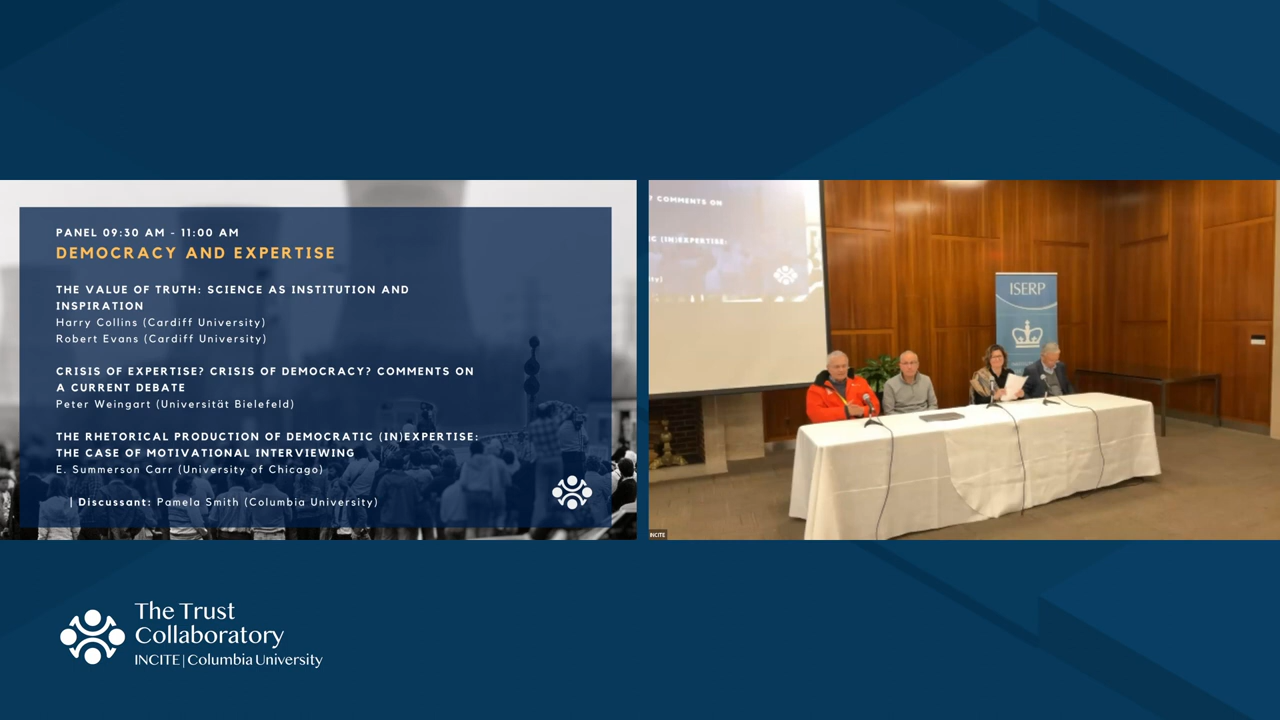 PANEL 09:30 AM - 11:00 AM
DEMOCRACY AND EXPERTISE
THE VALUE OF TRUTH: SCIENCE AS INSTITUTION AND
INSPIRATION
Harry Collins (Cardiff University)
Robert Evans (Cardiff University)
CRISIS OF EXPERTISE? CRISIS OF DEMOCRACY? COMMENTS ON
A CURRENT DEBATE
Peter Weingart (Universität Bielefeld)
THE RHETORICAL PRODUCTION OF DEMOCRATIC (IN)EXPERTISE:
THE CASE OF MOTIVATIONAL INTERVIEWING
E. Summerson Carr (University of Chicago)
| Discussant: Pamela Smith (Columbia University)
? COMMENTS ON
IC (IN)EXPERTISE:
ISERP
INCITE
The Trust
Collaboratory
INCITE | Columbia University